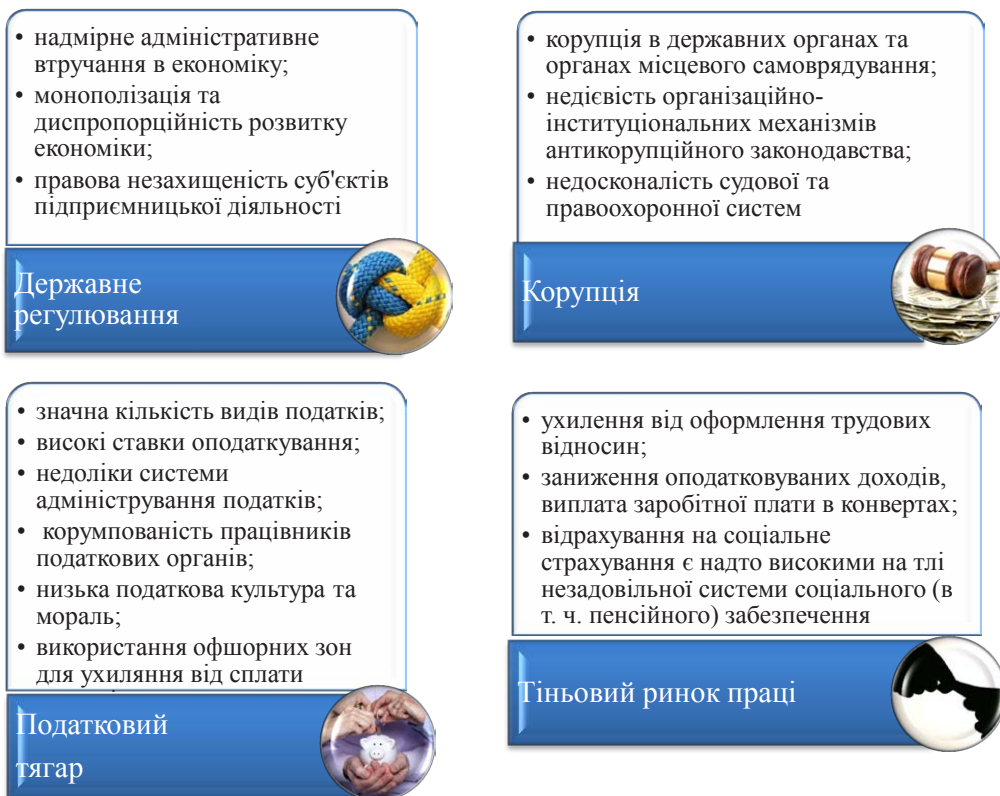 • надмірне адміністративне
втручання в економіку;
• монополізація та
диспропорційність розвитку
економіки;
• правова незахищеність суб'єктів
підприємницької діяльності
Державне
регулювання
• корупція в державних органах та
органах місцевого самоврядування;
• недієвість організаційно-
інституціональних механізмів
антикорупційного законодавства;
• недосконалість судової та
правоохоронної систем
Корупція
• значна кількість видів податків;
• високі ставки оподаткування;
• недоліки системи
адміністрування податків;
• корумпованість працівників
податкових органів;
• низька податкова культура та
мораль;
• використання офшорних зон
для ухиляння від сплати
Податковий
тягар
• ухилення від оформлення трудових
відносин;
• заниження оподатковуваних доходів,
виплата заробітної плати в конвертах;
• відрахування на соціальне
страхування є надто високими на тлі
незадовільної системи соціального (в
т. ч. пенсійного) забезпечення
Тіньовий ринок праці